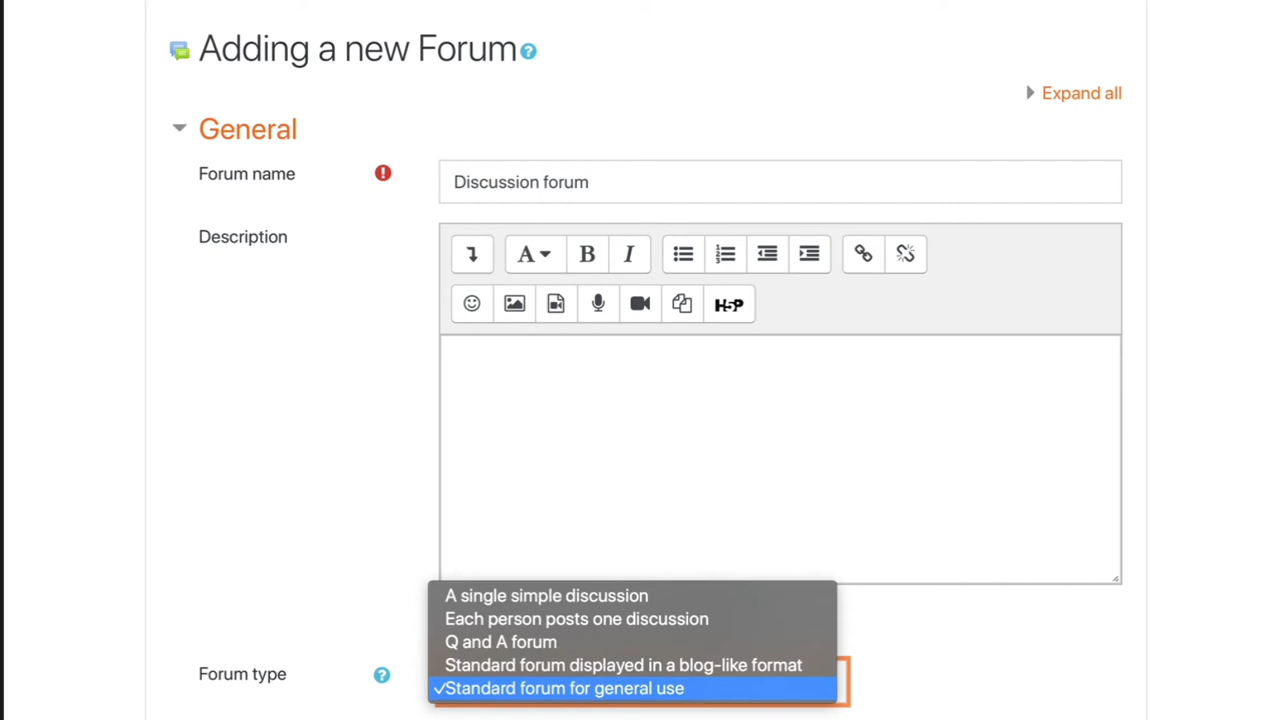 Adding a new Forum
Expand all
General
Forum name
Discussion forum
Description
A B I
H5P
A single simple discussion
Each person posts one discussion
Q and A forum
Standard forum displayed in a blog-like format
Forum type
✓Standard forum for general use